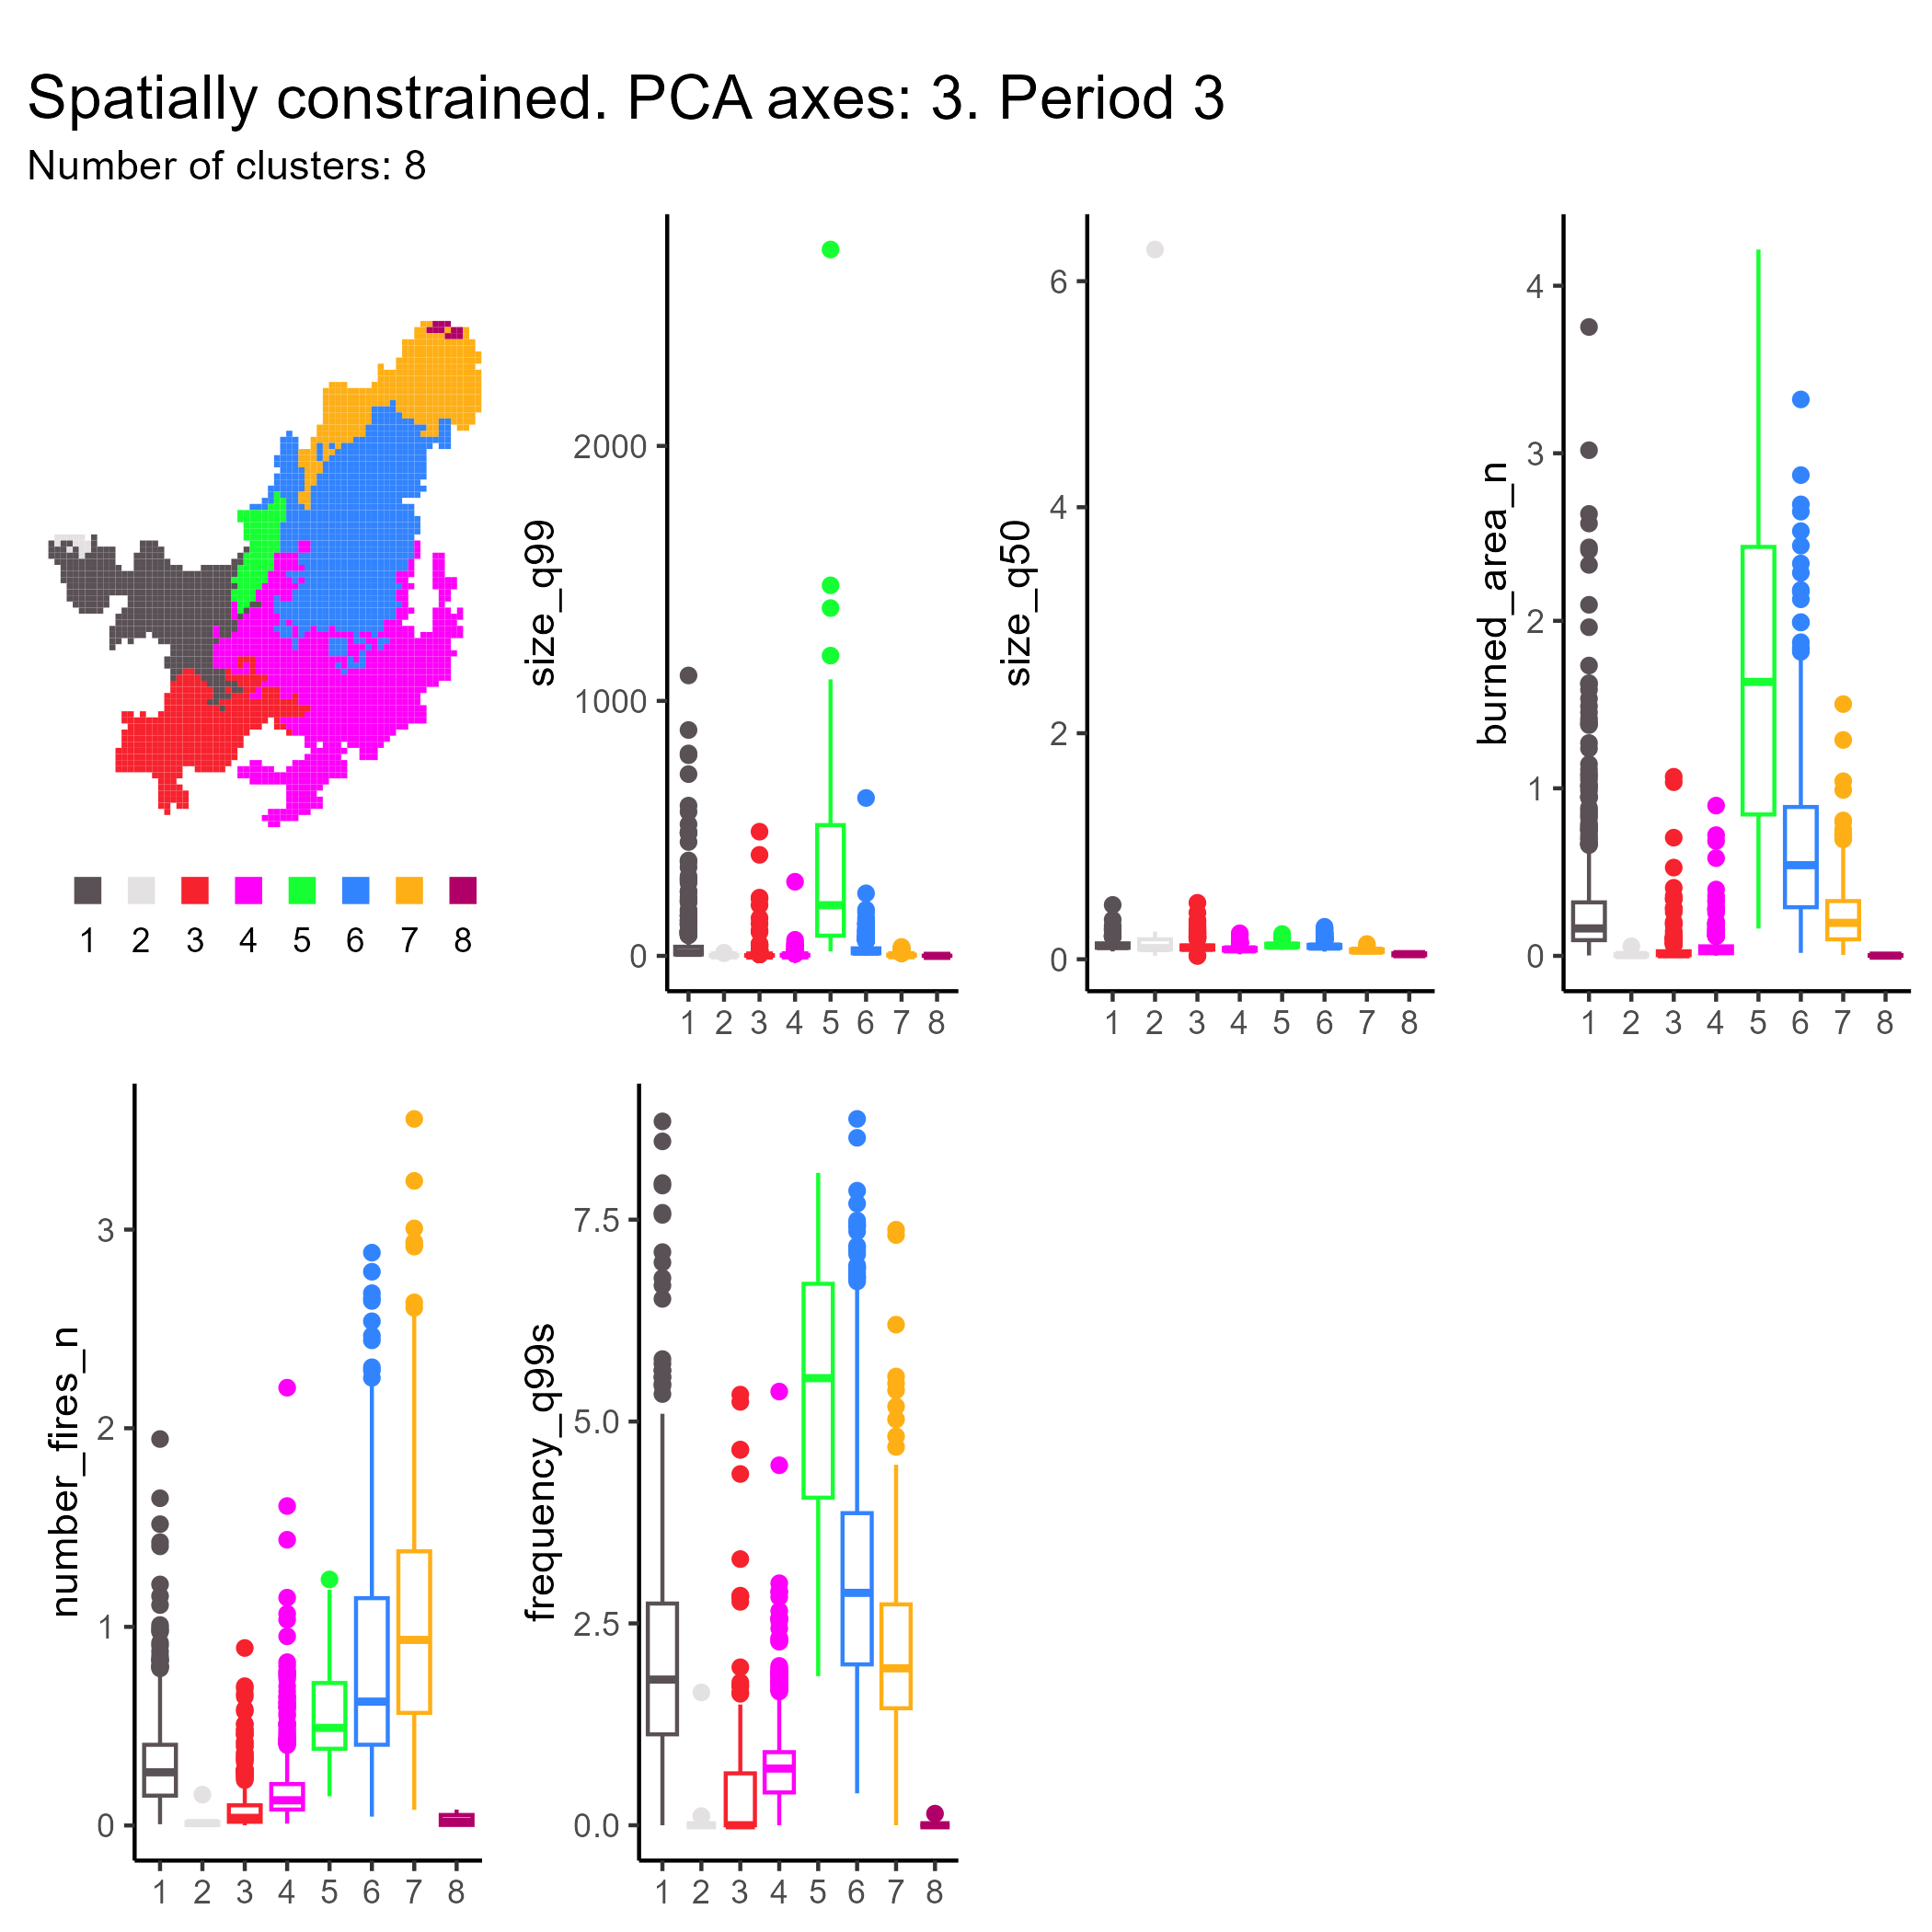 Spatially constrained. PCA axes: 3. Period 3
Number of clusters: 8
1 2 3 4 5 6 7 8
size_q99
2000
1000
0
1 2 3 4 5 6 7 8
size_q50
6
4
2
0
1 2 3 4 5 6 7 8
burned_area_n
4
3
2
1
0
1 2 3 4 5 6 7 8
number_fires_n
3
2
1
0
1 2 3 4 5 6 7 8
frequency_q99s
7.5
5.0
2.5
0.0
1 2 3 4 5 6 7 8